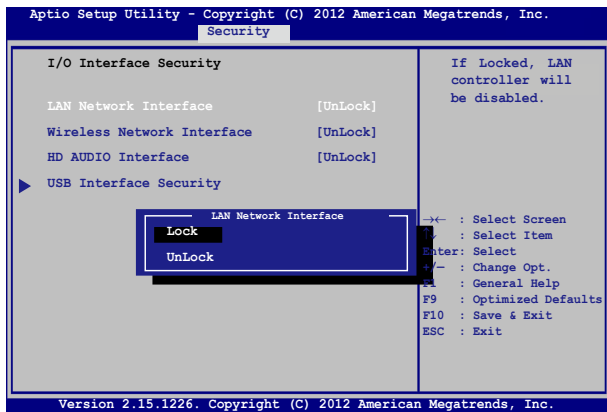 Aptio Setup Utility - Copyright (C) 2012 American Megatrends, Inc.
Security
I/O Interface Security
LAN Network Interface [UnLock]
Wireless Network Interface [UnLock]
HD AUDIO Interface [UnLock]
USB Interface Security
If Locked, LAN
controller will
be disabled.
LAN Network Interface
Lock
UnLock
→← : Select Screen
↑↓ : Select Item
Enter: Select
+/— : Change Opt.
F1 : General Help
F9 : Optimized Defaults
F10 : Save & Exit
ESC : Exit
Version 2.15.1226. Copyright (C) 2012 American Megatrends, Inc.